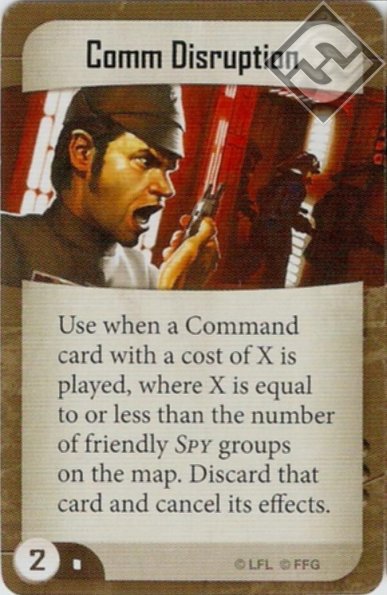 Comm Disruption
Use when a Command
card with a cost of X is
played, where X is equal
to or less than the number
of friendly SPY groups
on the map. Discard that
card and cancel its effects.
2
© LFL © FFG